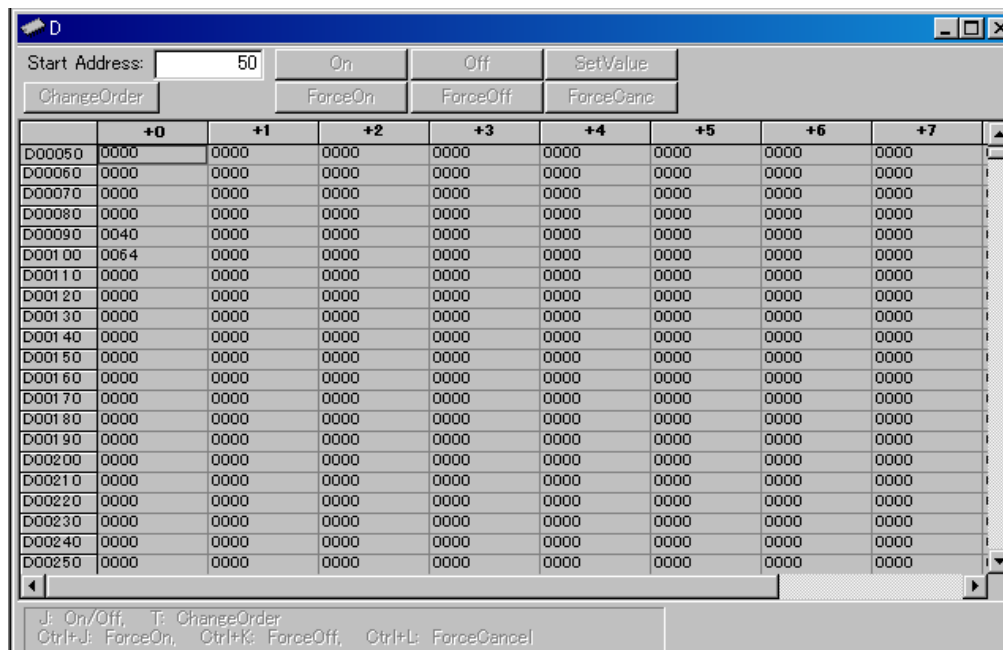 D
Start Address: 50 On Off SetValue
ChangeOrder ForceOn ForceOff ForceCanc
+0 +1 +2 +3 +4 +5 +6 +7
D00050 0000 0000 0000 0000 0000 0000 0000 0000
D00060 0000 0000 0000 0000 0000 0000 0000 0000
D00070 0000 0000 0000 0000 0000 0000 0000 0000
D00080 0000 0000 0000 0000 0000 0000 0000 0000
D00090 0040 0000 0000 0000 0000 0000 0000 0000
D00100 0064 0000 0000 0000 0000 0000 0000 0000
D00110 0000 0000 0000 0000 0000 0000 0000 0000
D00120 0000 0000 0000 0000 0000 0000 0000 0000
D00130 0000 0000 0000 0000 0000 0000 0000 0000
D00140 0000 0000 0000 0000 0000 0000 0000 0000
D00150 0000 0000 0000 0000 0000 0000 0000 0000
D00160 0000 0000 0000 0000 0000 0000 0000 0000
D00170 0000 0000 0000 0000 0000 0000 0000 0000
D00180 0000 0000 0000 0000 0000 0000 0000 0000
D00190 0000 0000 0000 0000 0000 0000 0000 0000
D00200 0000 0000 0000 0000 0000 0000 0000 0000
D00210 0000 0000 0000 0000 0000 0000 0000 0000
D00220 0000 0000 0000 0000 0000 0000 0000 0000
D00230 0000 0000 0000 0000 0000 0000 0000 0000
D00240 0000 0000 0000 0000 0000 0000 0000 0000
D00250 0000 0000 0000 0000 0000 0000 0000 0000
J: On/Off, T: ChangeOrder
Ctrl+J: ForceOn, Ctrl+K: ForceOff, Ctrl+L: ForceCancel